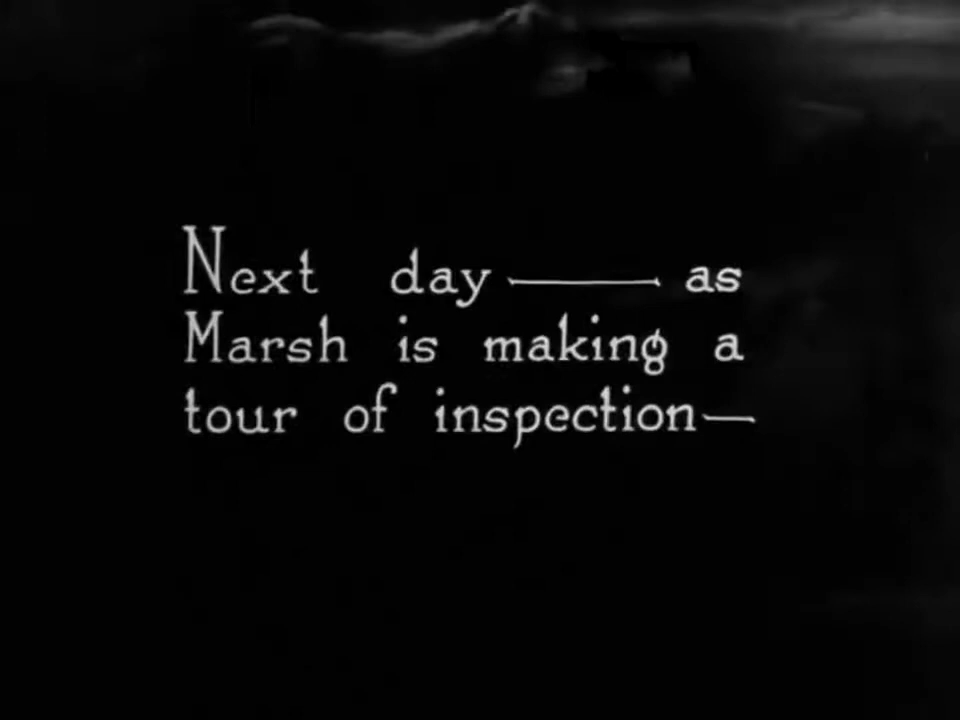 Next day — as
Marsh is making a
tour of inspection—